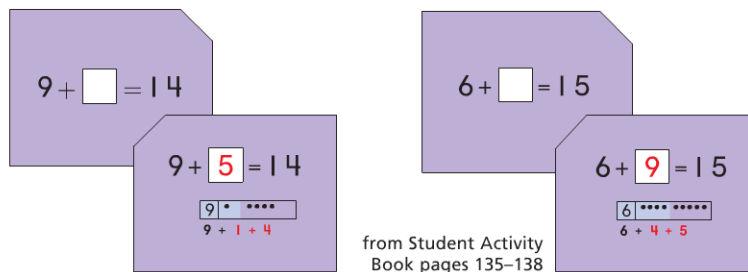 9 + □ = 14
9 + 5 = 14
9
9 + 1 + 4
6 + □ = 15
6 + 9 = 15
6
6 + 4 + 5
from Student Activity
Book pages 135–138